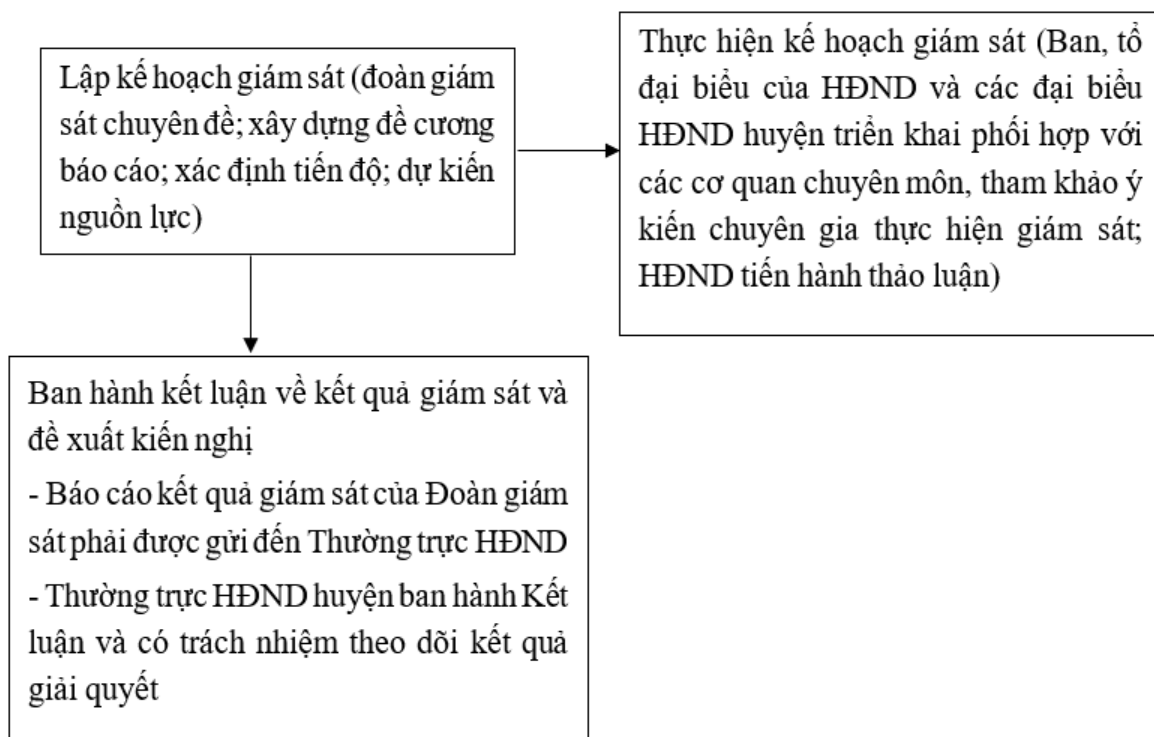 Lập kế hoạch giám sát (đoàn giám
sát chuyên đề; xây dựng đề cương
báo cáo; xác định tiến độ; dự kiến
nguồn lực)
Thực hiện kế hoạch giám sát (Ban, tổ
đại biểu của HĐND và các đại biểu
HĐND huyện triển khai phối hợp với
các cơ quan chuyên môn, tham khảo ý
kiến chuyên gia thực hiện giám sát;
HĐND tiến hành thảo luận)
Ban hành kết luận về kết quả giám sát và
đề xuất kiến nghị
- Báo cáo kết quả giám sát của Đoàn giám
sát phải được gửi đến Thường trực HĐND
- Thường trực HĐND huyện ban hành Kết
luận và có trách nhiệm theo dõi kết quả
giải quyết